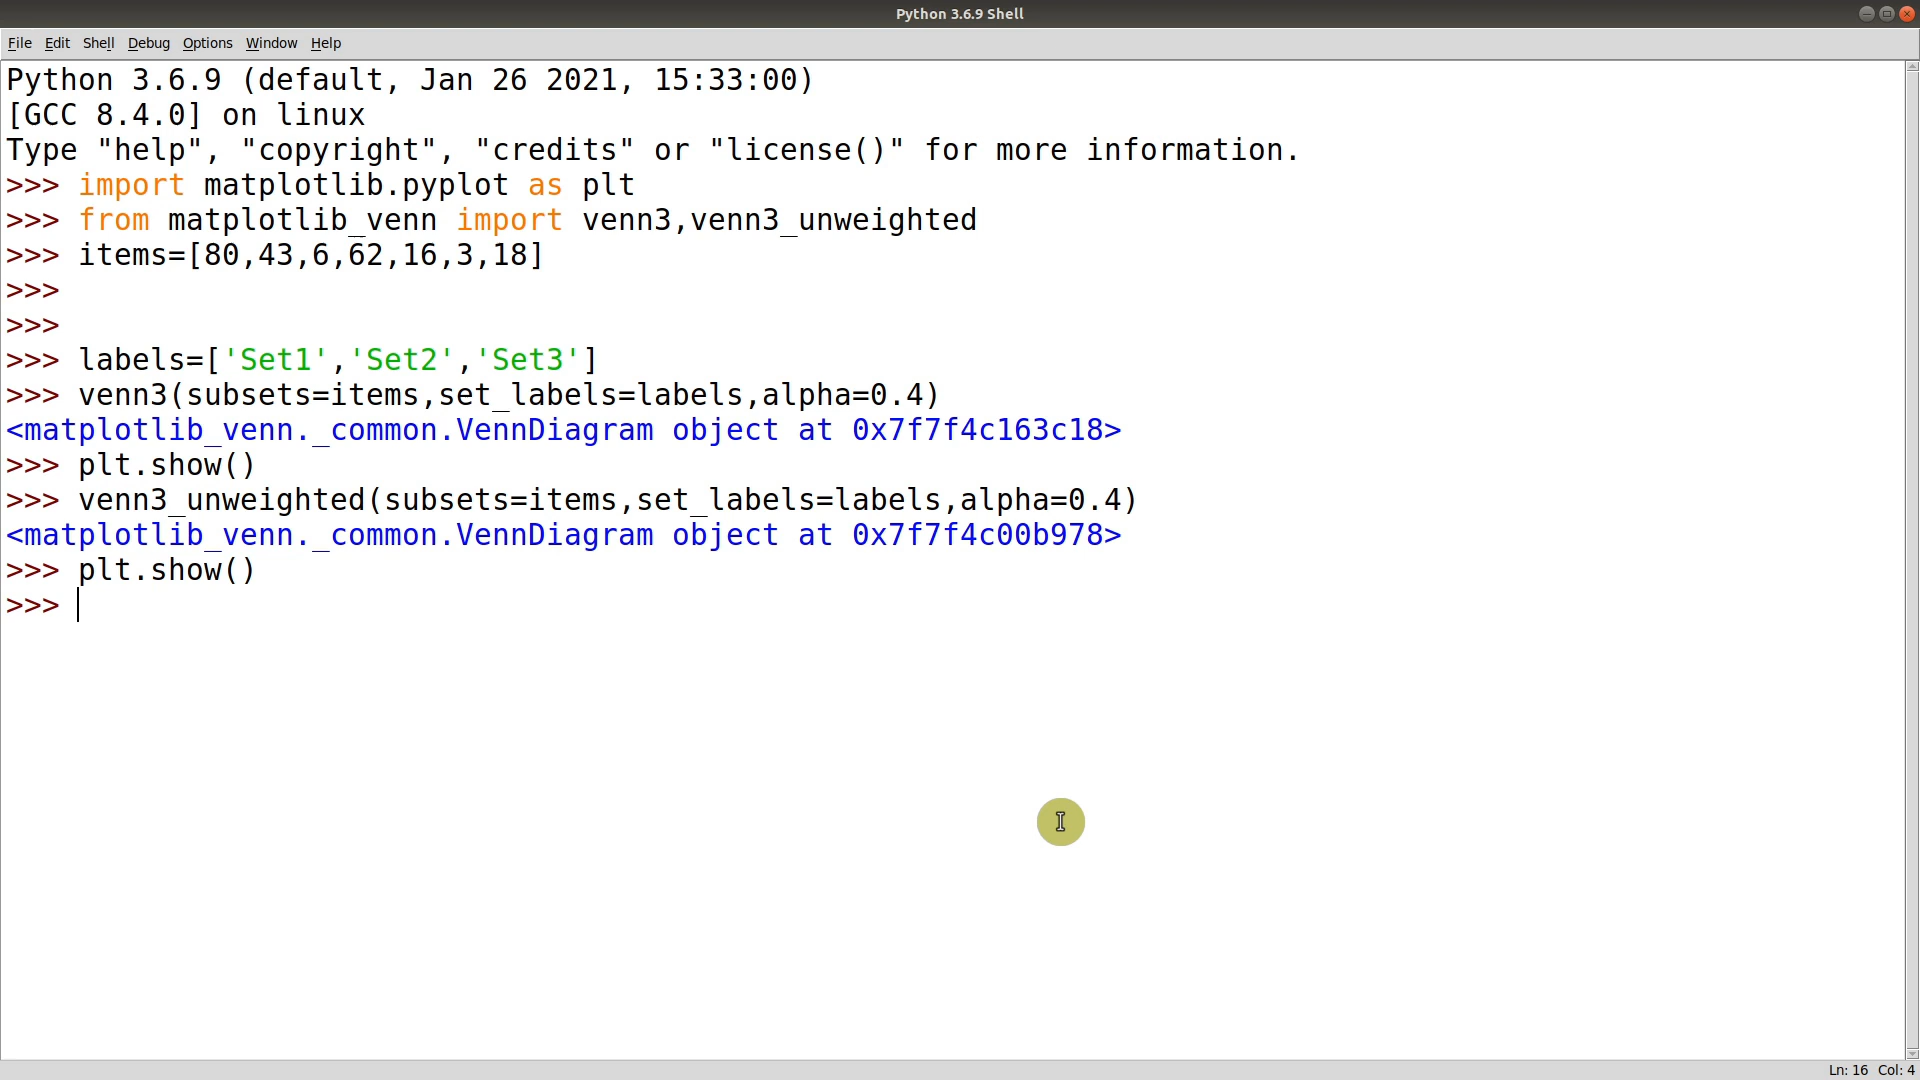 Python 3.6.9 Shell
File Edit Shell Debug Options Window Help
Python 3.6.9 (default, Jan 26 2021, 15:33:00)
[GCC 8.4.0] on linux
Type "help", "copyright", "credits" or "license()" for more information.
>>> import matplotlib.pyplot as plt
>>> from matplotlib_venn import venn3,venn3_unweighted
>>> items=[80,43,6,62,16,3,18]
>>>
>>>
>>> labels=['Set1','Set2','Set3']
>>> venn3(subsets=items,set_labels=labels,alpha=0.4)
<matplotlib_venn._common.VennDiagram object at 0x7f7f4c163c18>
>>> plt.show()
>>> venn3_unweighted(subsets=items,set_labels=labels,alpha=0.4)
<matplotlib_venn._common.VennDiagram object at 0x7f7f4c00b978>
>>> plt.show()
>>>
Ln: 16 Col: 4